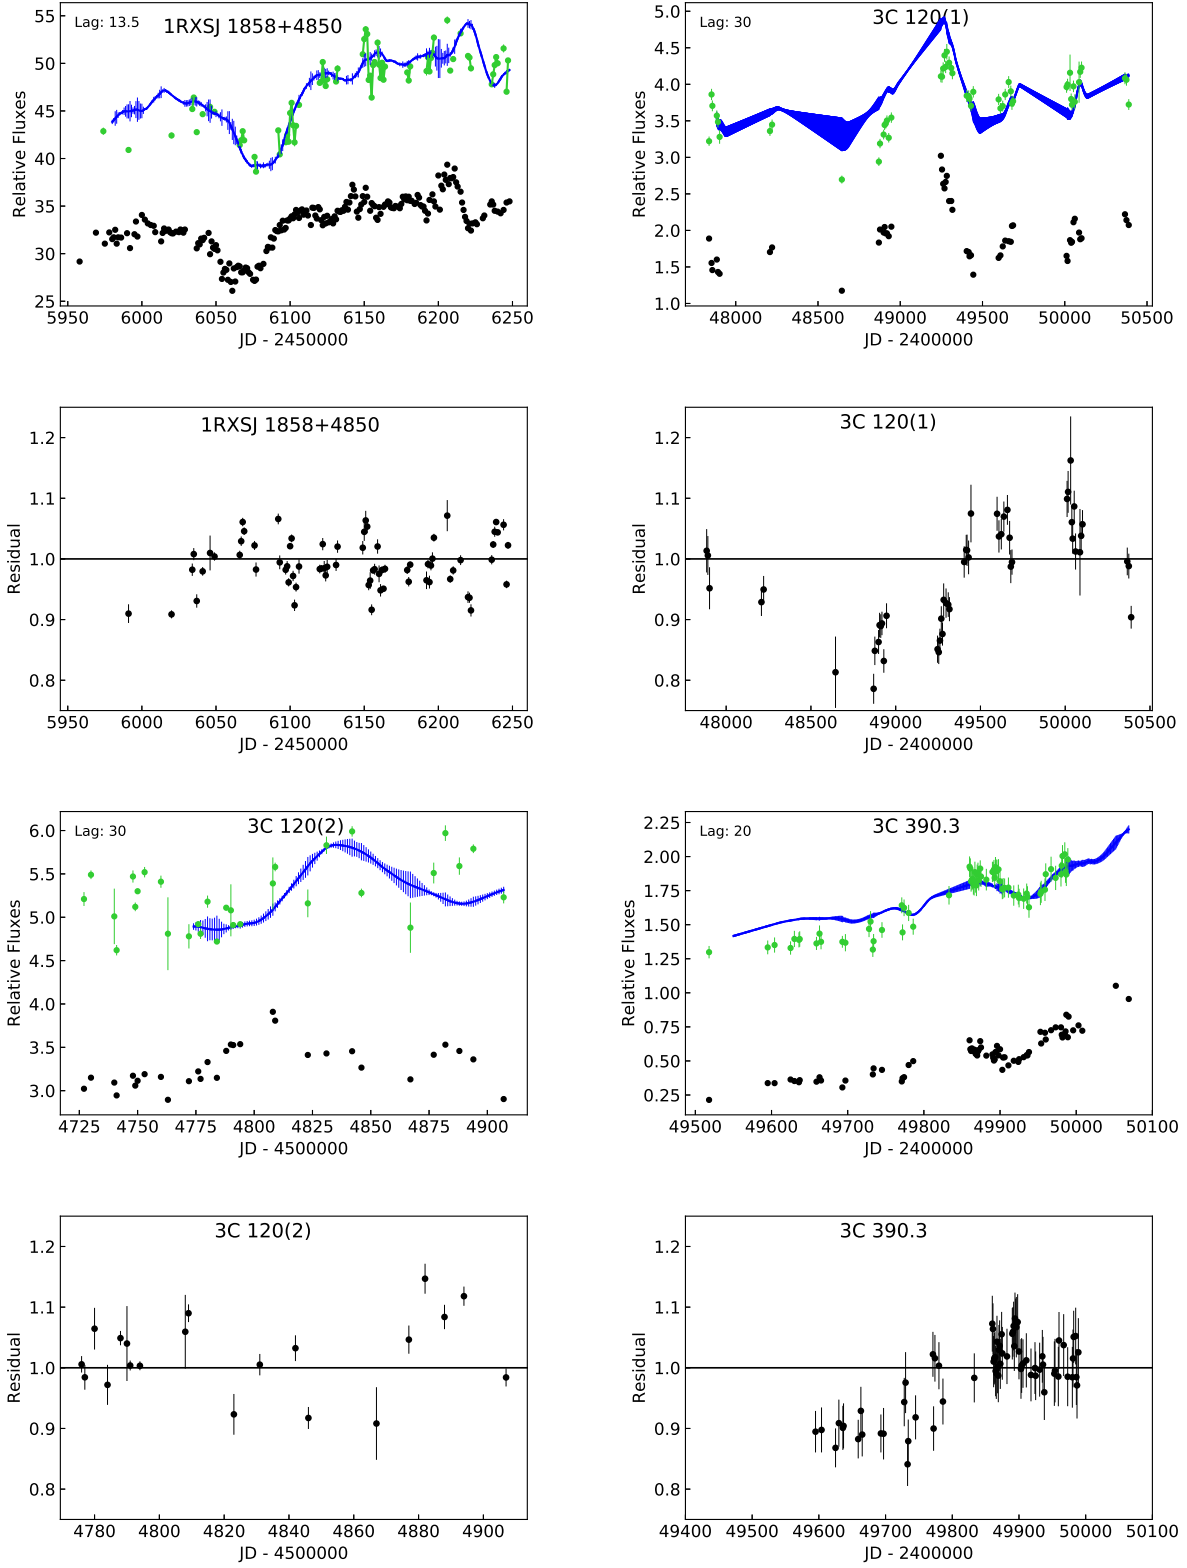 Lag: 13.5
1RXSJ 1858+4850
Relative Fluxes
55
50
45
40
35
30
25
5950 6000 6050 6100 6150 6200 6250
JD - 2450000
Lag: 30
3C 120(1)
Relative Fluxes
5.0
4.5
4.0
3.5
3.0
2.5
2.0
1.5
1.0
48000 48500 49000 49500 50000 50500
JD - 2400000
1RXSJ 1858+4850
Residual
1.2
1.1
1.0
0.9
0.8
5950 6000 6050 6100 6150 6200 6250
JD - 2450000
3C 120(1)
Residual
1.2
1.1
1.0
0.9
0.8
48000 48500 49000 49500 50000 50500
JD - 2400000
Lag: 30
3C 120(2)
Relative Fluxes
6.0
5.5
5.0
4.5
4.0
3.5
3.0
4725 4750 4775 4800 4825 4850 4875 4900
JD - 4500000
Lag: 20
3C 390.3
Relative Fluxes
2.25
2.00
1.75
1.50
1.25
1.00
0.75
0.50
0.25
49500 49600 49700 49800 49900 50000 50100
JD - 2400000
3C 120(2)
Residual
1.2
1.1
1.0
0.9
0.8
4780 4800 4820 4840 4860 4880 4900
JD - 4500000
3C 390.3
Residual
1.2
1.1
1.0
0.9
0.8
49400 49500 49600 49700 49800 49900 50000 50100
JD - 2400000